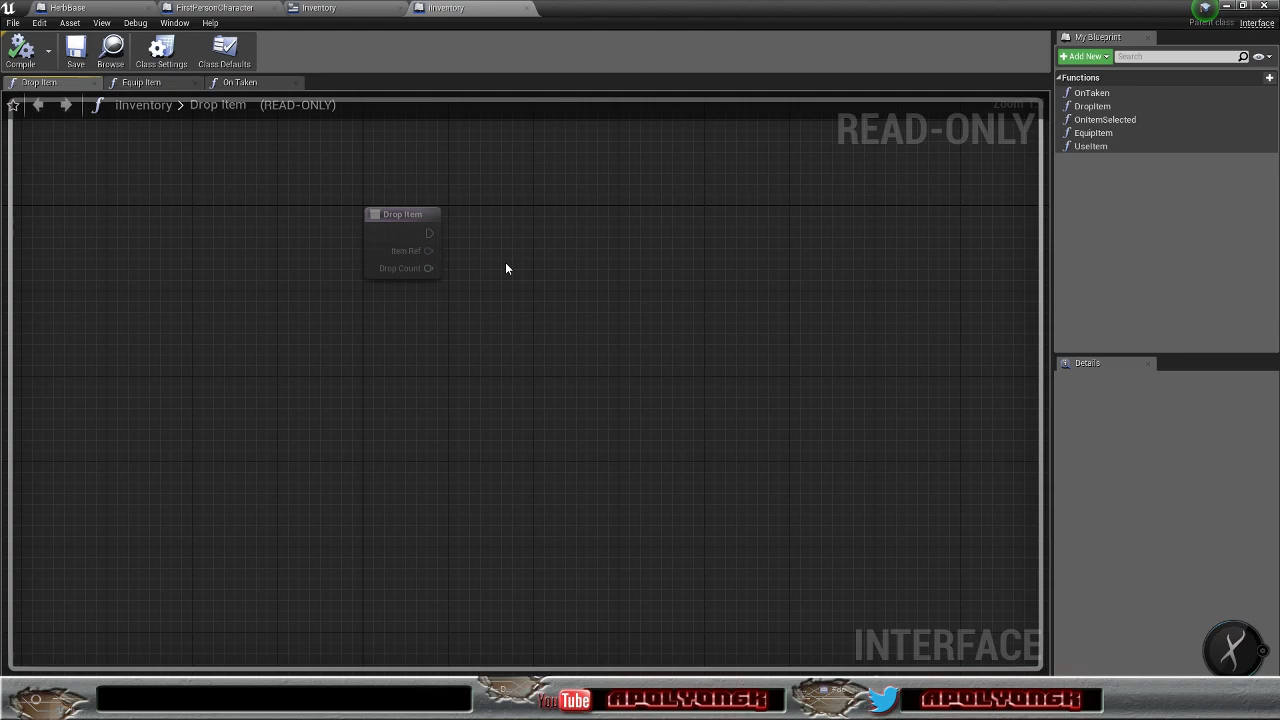 HerbBase
FirstPersonCharacter
Inventory
iInventory
File Edit Asset View Debug Window Help
Parent class: Interface
Compile
Save
Browse
Class Settings
Class Defaults
My Blueprint
Add New
Search
Drop Item
Equip Item
On Taken
Functions
iInventory > Drop Item (READ-ONLY)
OnTaken
DropItem
OnItemSelected
EquipItem
UseItem
READ-ONLY
Drop Item
Item Ref
Drop Count
Details
INTERFACE
YouTube
APOLYONGK
APOLYONGK